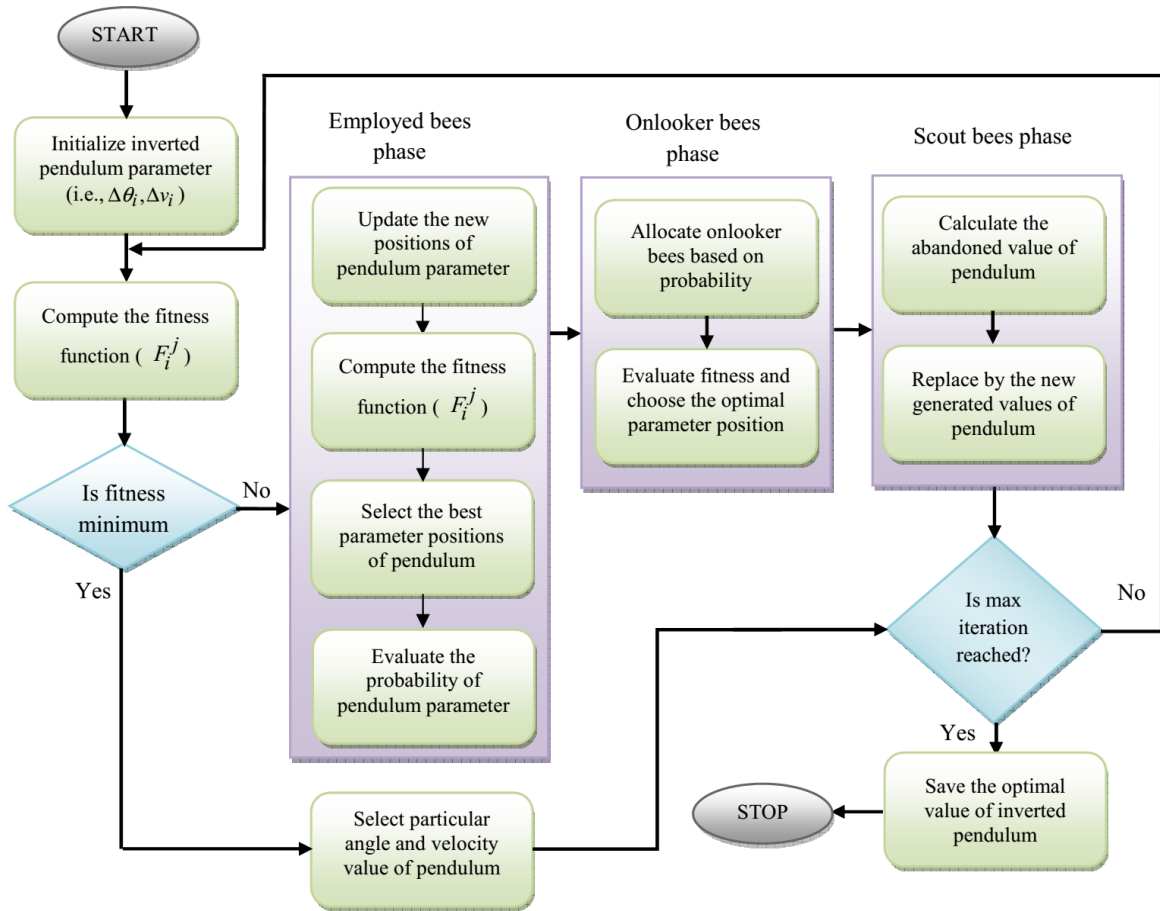 START
Initialize inverted
pendulum parameter
(i.e., Δθᵢ, Δvᵢ )
Compute the fitness
function ( Fᵢʲ )
Is fitness
minimum
No
Yes
Employed bees
phase
Update the new
positions of
pendulum parameter
Compute the fitness
function ( Fᵢʲ )
Select the best
parameter positions
of pendulum
Evaluate the
probability of
pendulum parameter
Select particular
angle and velocity
value of pendulum
Onlooker bees
phase
Allocate onlooker
bees based on
probability
Evaluate fitness and
choose the optimal
parameter position
Scout bees phase
Calculate the
abandoned value of
pendulum
Replace by the new
generated values of
pendulum
Is max
iteration
reached?
No
Yes
Save the optimal
value of inverted
pendulum
STOP